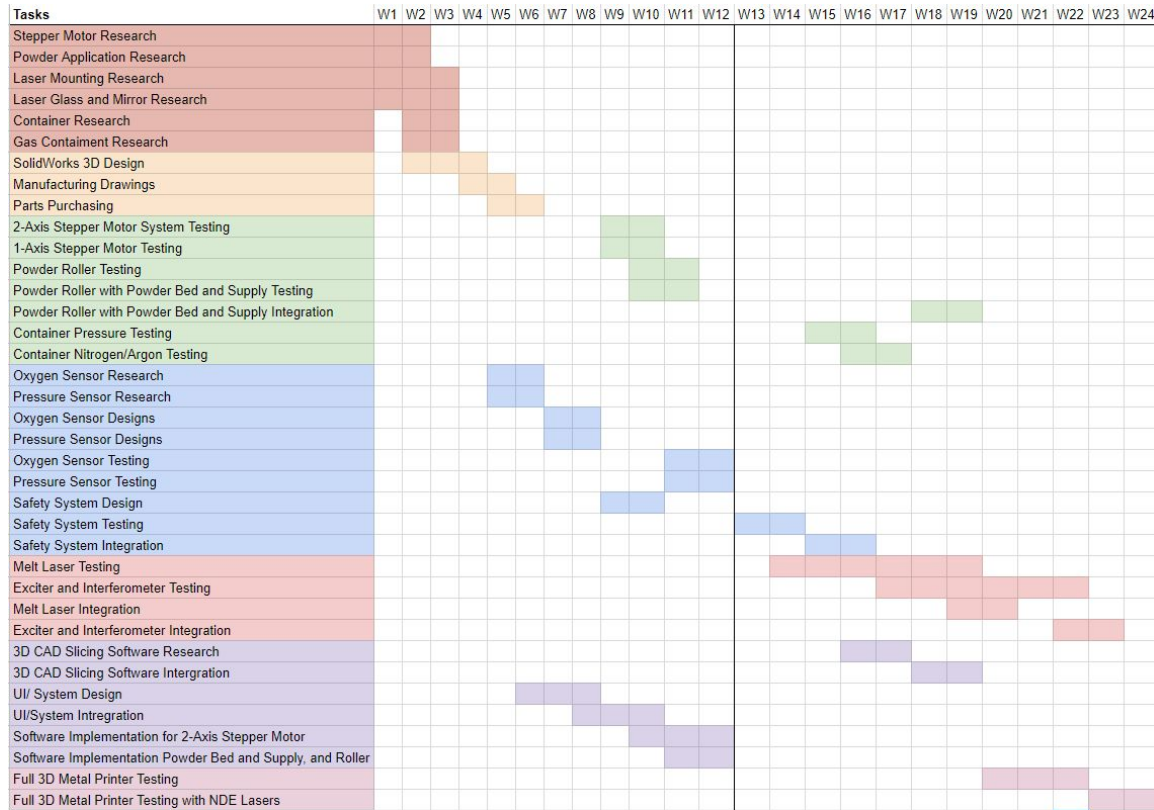 Tasks W1 W2 W3 W4 W5 W6 W7 W8 W9 W10 W11 W12 W13 W14 W15 W16 W17 W18 W19 W20 W21 W22 W23 W24
Stepper Motor Research
Powder Application Research
Laser Mounting Research
Laser Glass and Mirror Research
Container Research
Gas Contaiment Research
SolidWorks 3D Design
Manufacturing Drawings
Parts Purchasing
2-Axis Stepper Motor System Testing
1-Axis Stepper Motor Testing
Powder Roller Testing
Powder Roller with Powder Bed and Supply Testing
Powder Roller with Powder Bed and Supply Integration
Container Pressure Testing
Container Nitrogen/Argon Testing
Oxygen Sensor Research
Pressure Sensor Research
Oxygen Sensor Designs
Pressure Sensor Designs
Oxygen Sensor Testing
Pressure Sensor Testing
Safety System Design
Safety System Testing
Safety System Integration
Melt Laser Testing
Exciter and Interferometer Testing
Melt Laser Integration
Exciter and Interferometer Integration
3D CAD Slicing Software Research
3D CAD Slicing Software Intergration
UI/ System Design
UI/System Intregration
Software Implementation for 2-Axis Stepper Motor
Software Implementation Powder Bed and Supply, and Roller
Full 3D Metal Printer Testing
Full 3D Metal Printer Testing with NDE Lasers